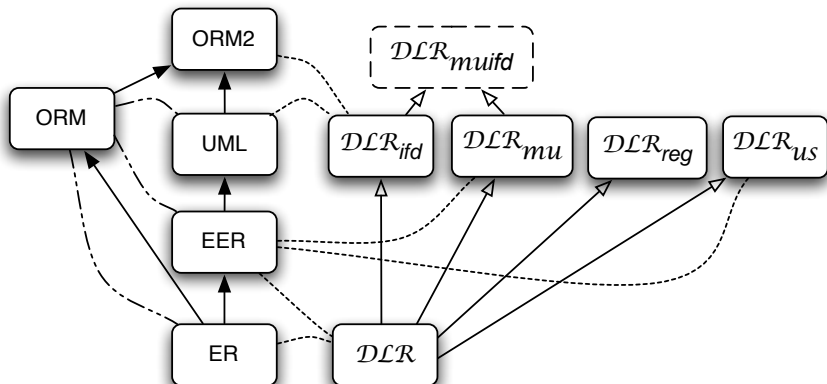 ORM2
𝒟ℒℛmuifd
ORM
UML
𝒟ℒℛifd
𝒟ℒℛmu
𝒟ℒℛreg
𝒟ℒℛus
EER
ER
𝒟ℒℛ